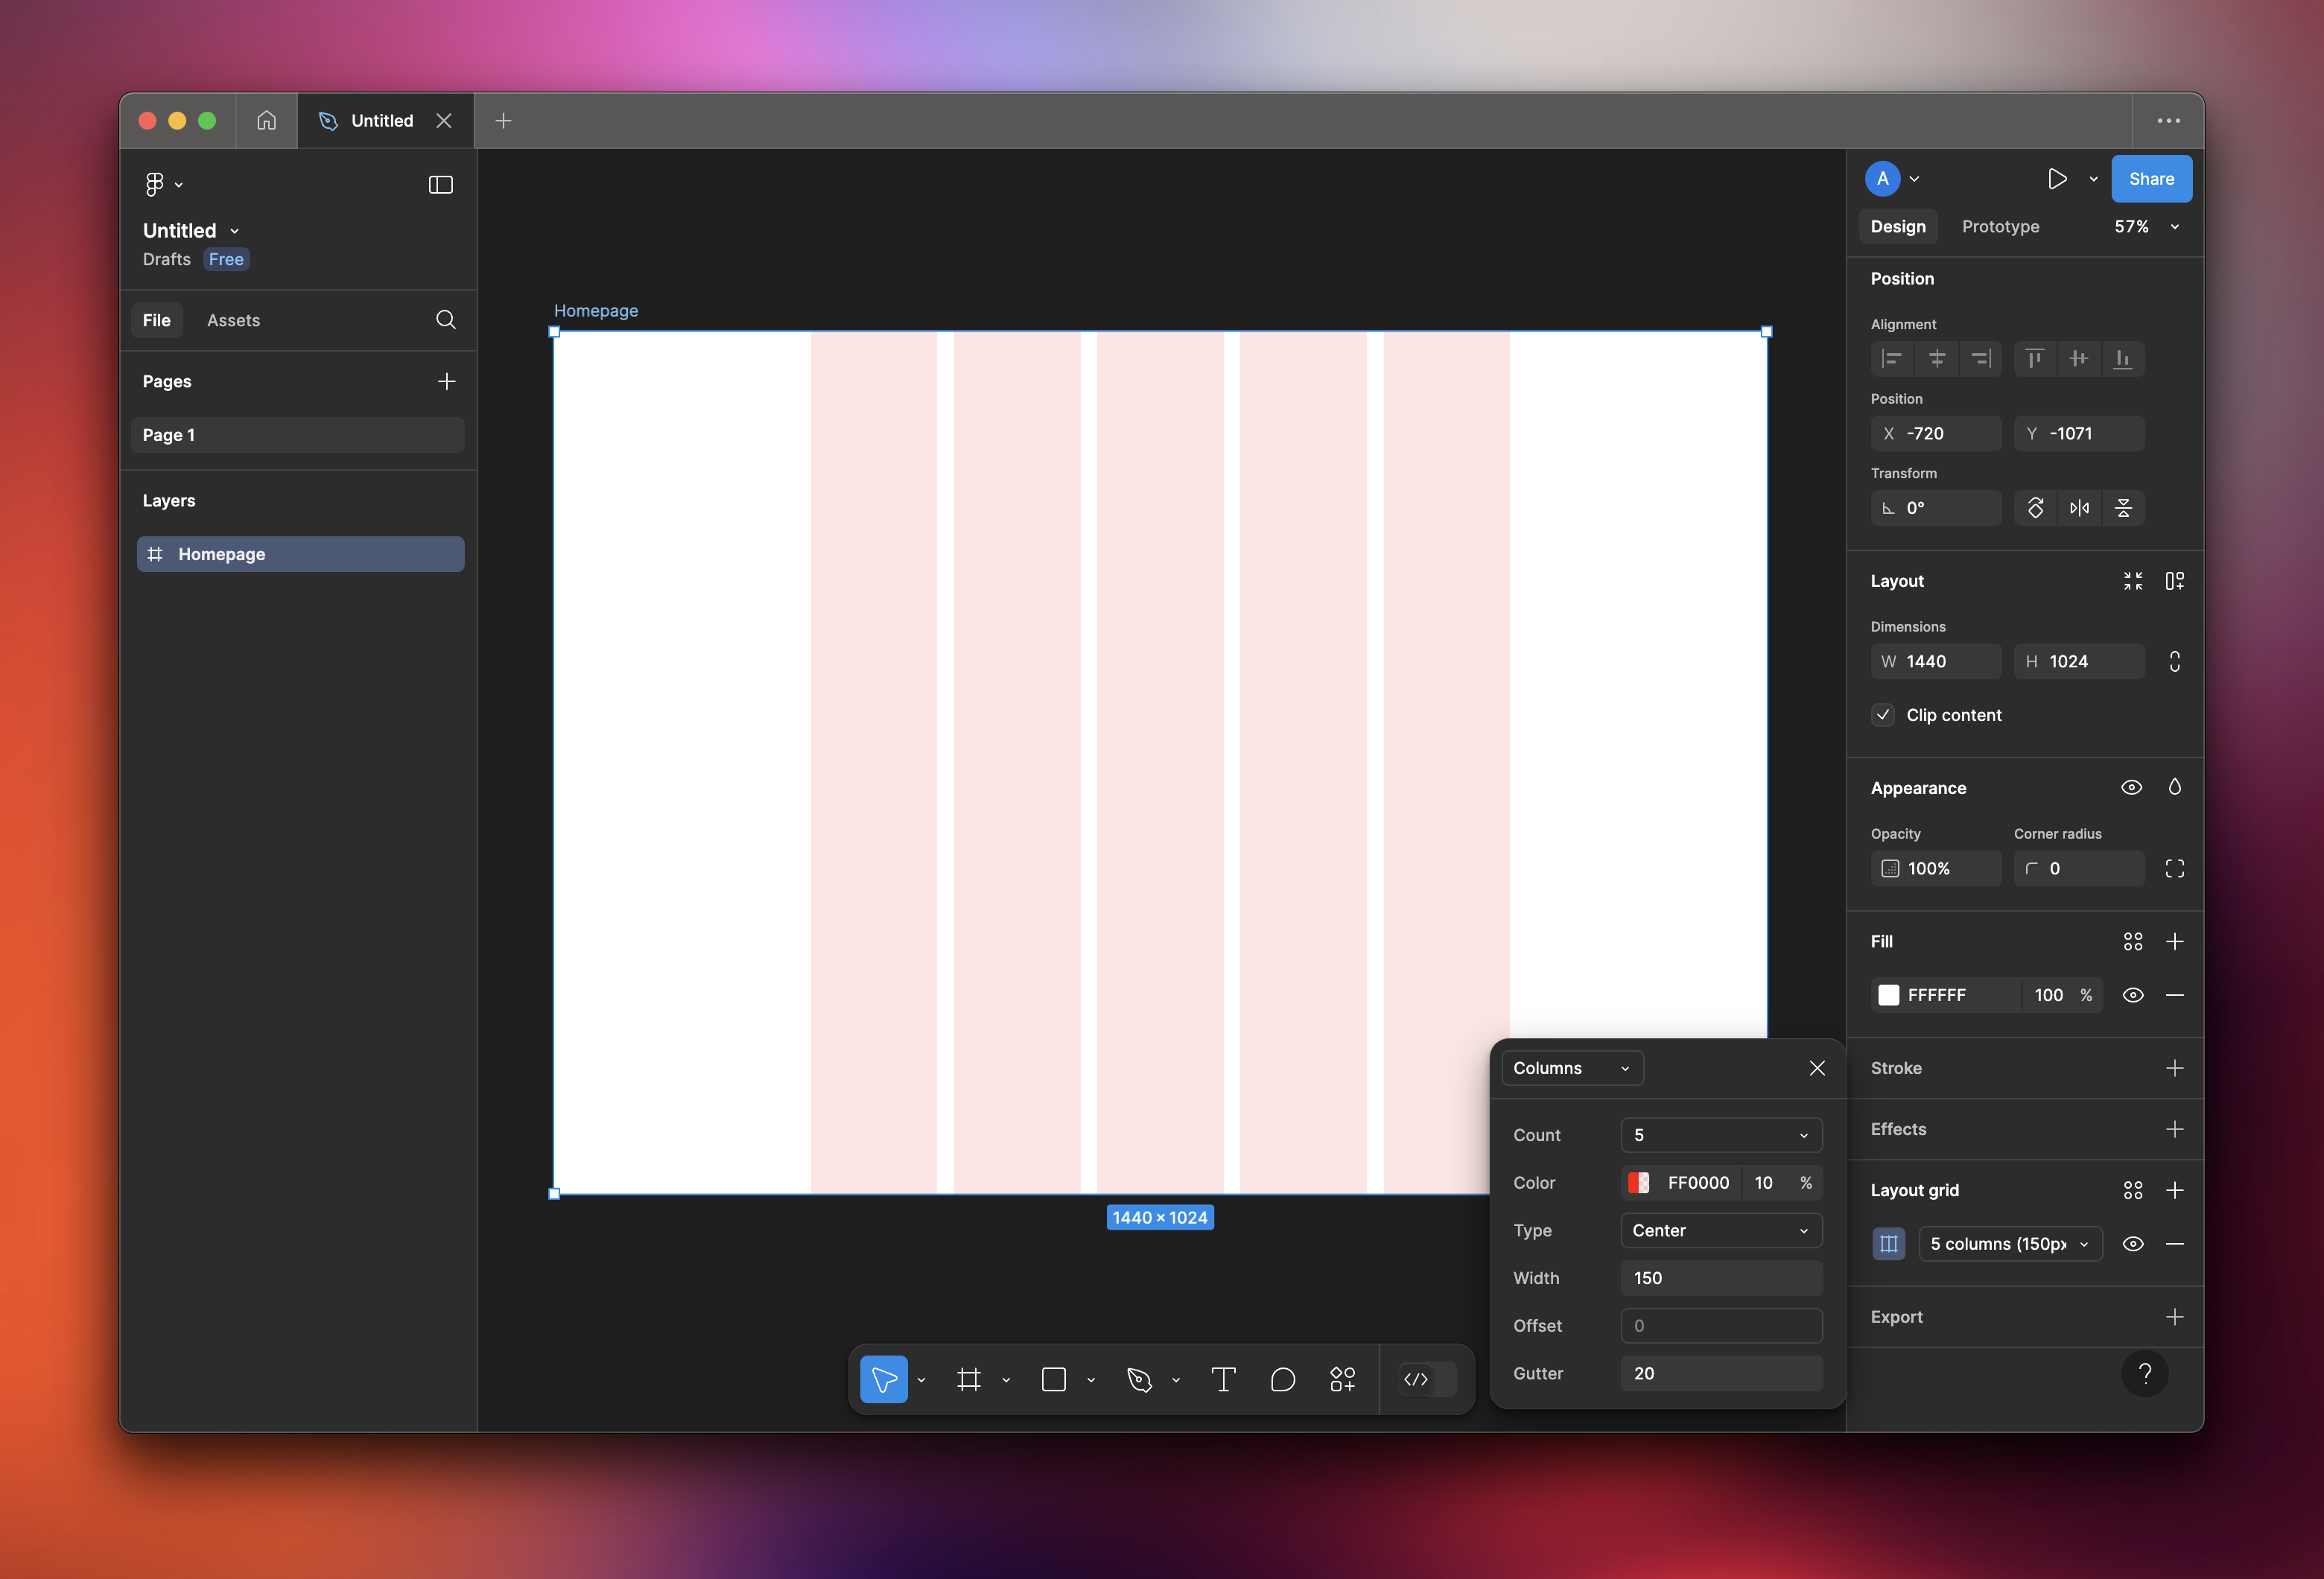 Untitled
Untitled
Drafts Free
File Assets
Pages
Page 1
Layers
Homepage
Homepage
1440 × 1024
A
Share
Design Prototype 57%
Position
Alignment
Position
X -720 Y -1071
Transform
0°
Layout
Dimensions
W 1440 H 1024
Clip content
Appearance
Opacity Corner radius
100% 0
Fill
FFFFFF 100 %
Stroke
Effects
Layout grid
5 columns (150px
Export
?
Columns
Count 5
Color FF0000 10 %
Type Center
Width 150
Offset 0
Gutter 20